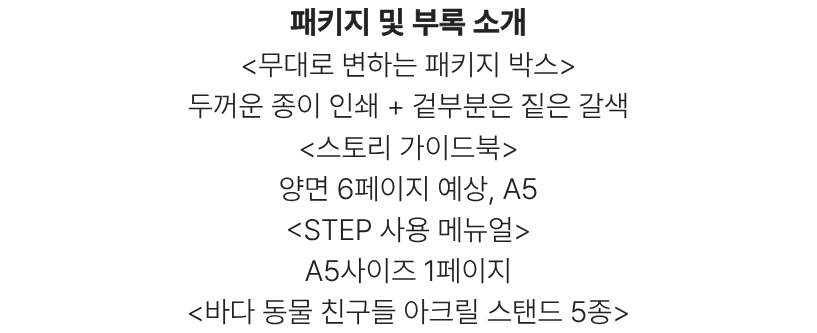 패키지 및 부록 소개
<무대로 변하는 패키지 박스>
두꺼운 종이 인쇄 + 겉부분은 짙은 갈색
<스토리 가이드북>
양면 6페이지 예상, A5
<STEP 사용 메뉴얼>
A5사이즈 1페이지
<바다 동물 친구들 아크릴 스탠드 5종>